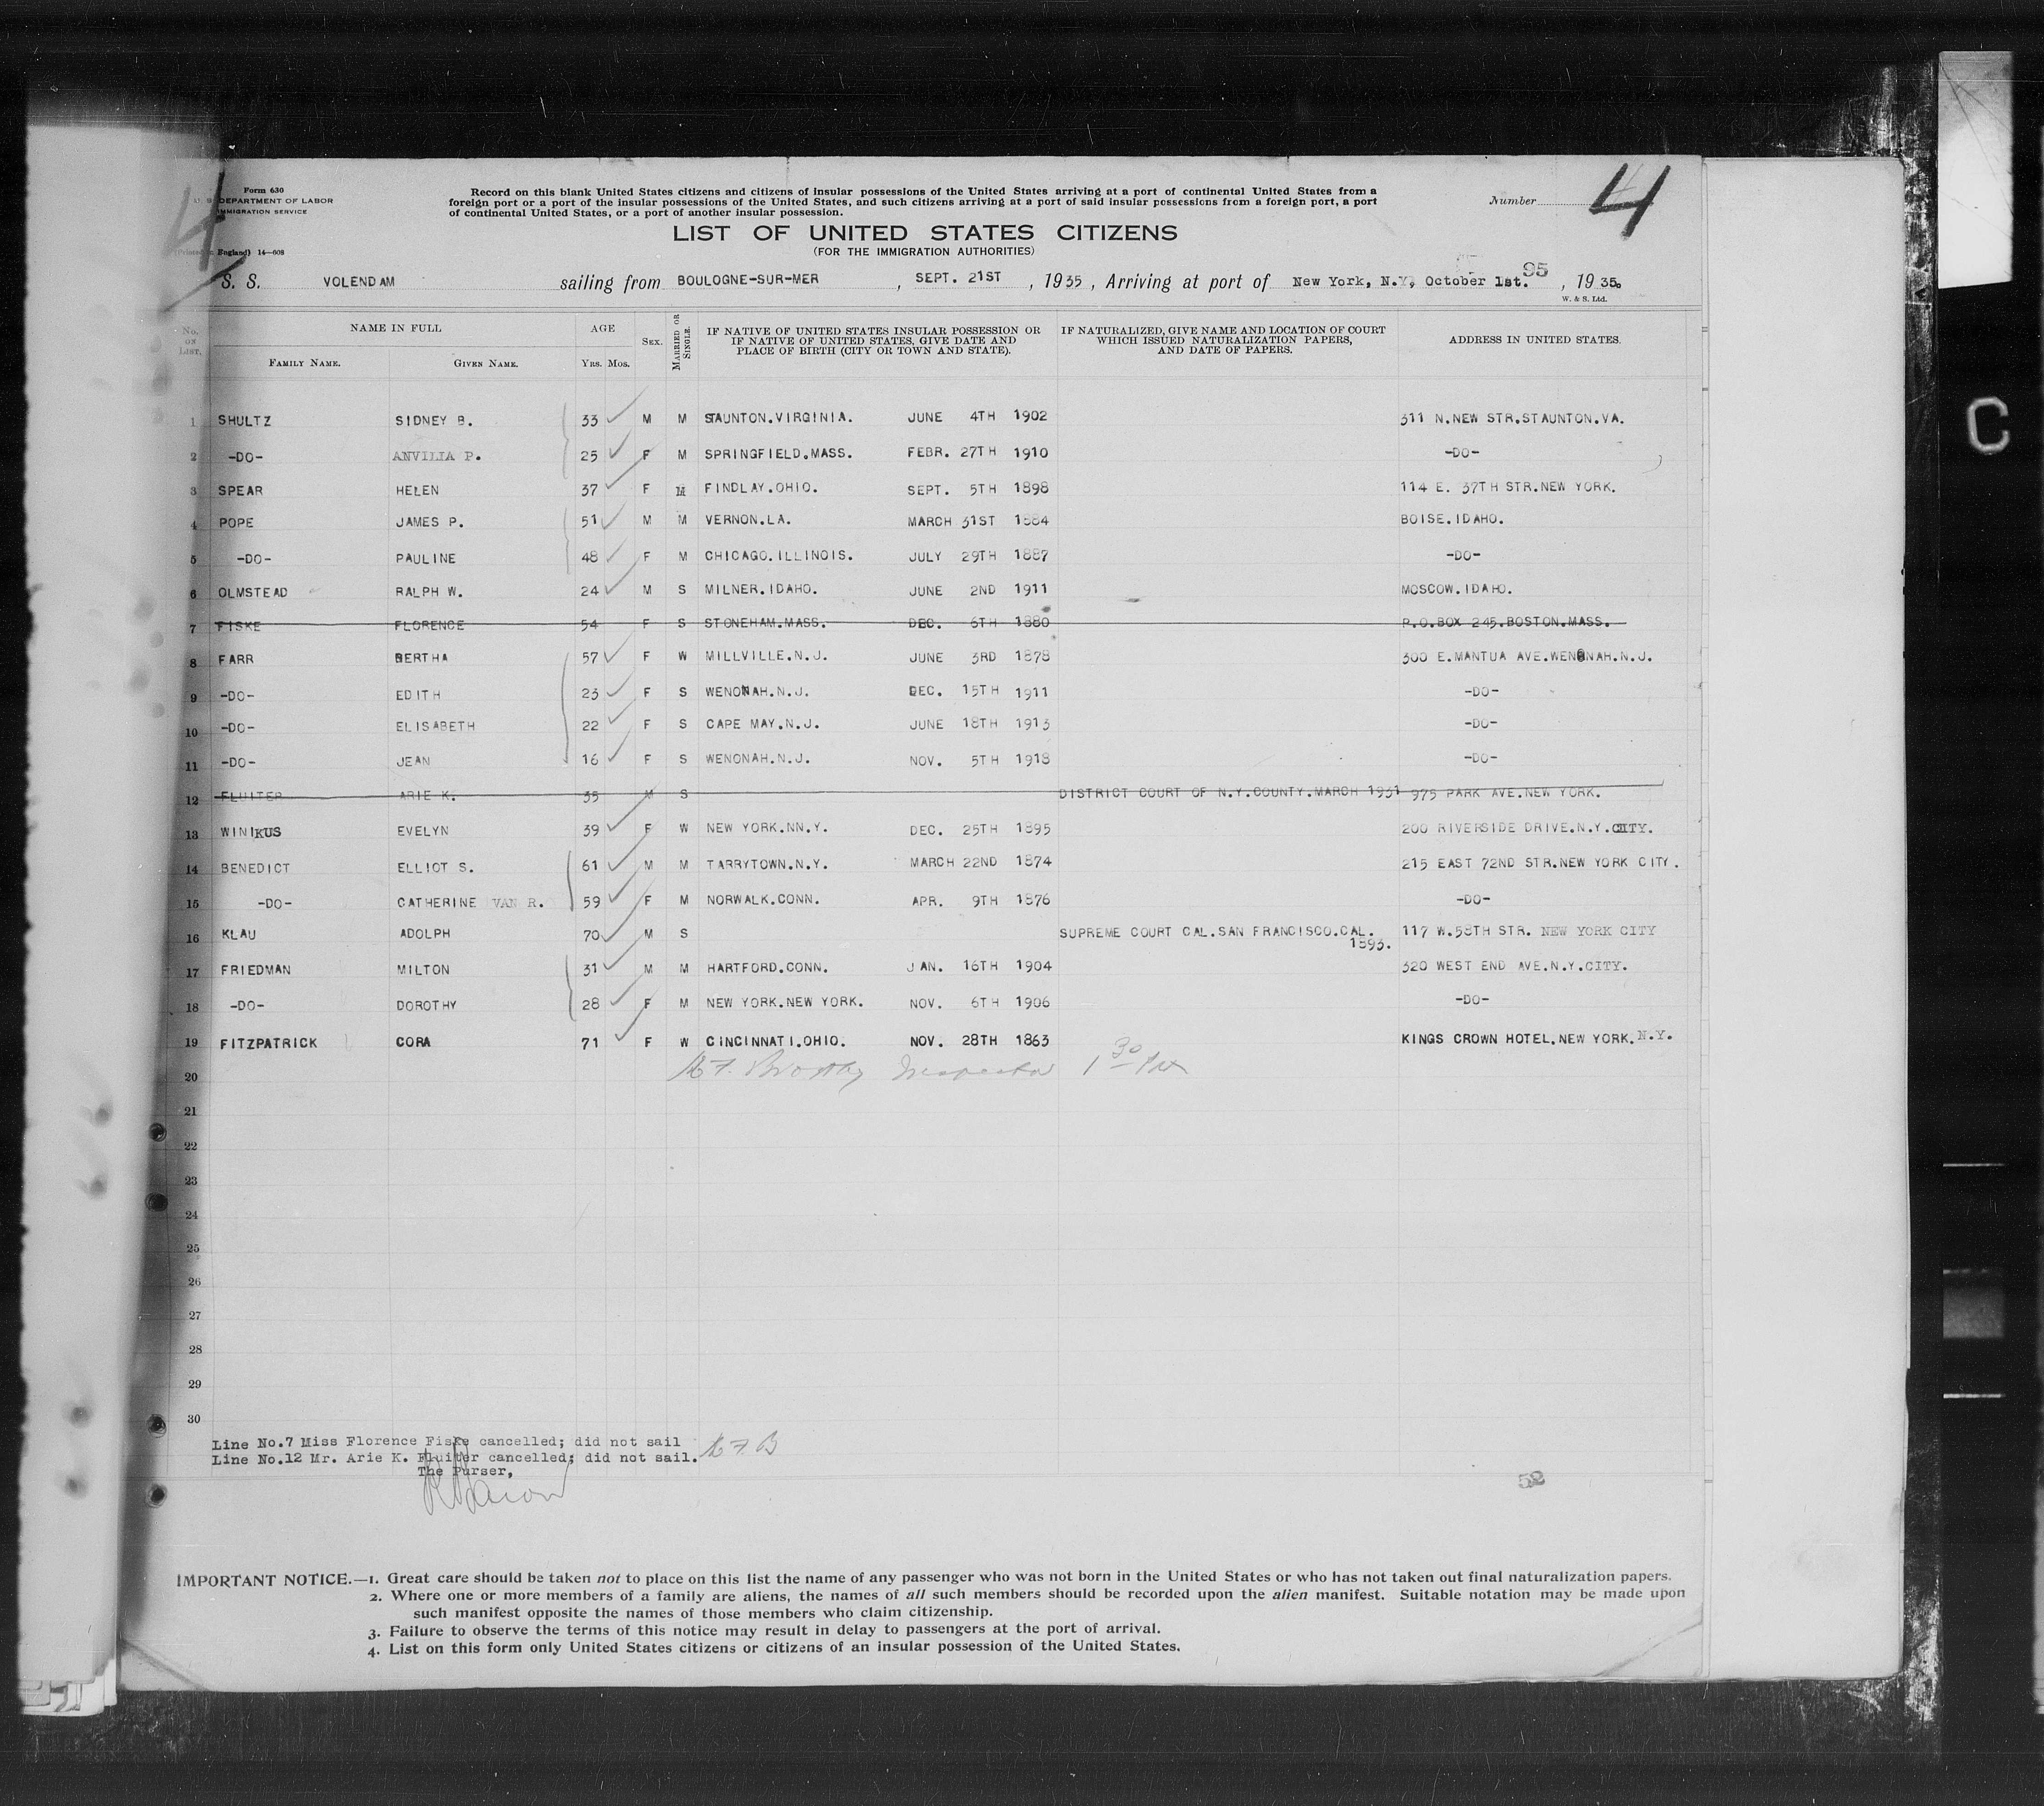 4
Form 630
U. S. DEPARTMENT OF LABOR
IMMIGRATION SERVICE
England) 14—608
Record on this blank United States citizens and citizens of insular possessions of the United States arriving at a port of continental United States from a
foreign port or a port of the insular possessions of the United States, and such citizens arriving at a port of said insular possessions from a foreign port, a port
of continental United States, or a port of another insular possession.
Number 4
LIST OF UNITED STATES CITIZENS
(FOR THE IMMIGRATION AUTHORITIES)
95
S. S. VOLENDAM sailing from BOULOGNE-SUR-MER, SEPT. 21ST, 1935, Arriving at port of New York, N.Y, October 1st., 1935.
W. & S. Ltd.
No. ON LIST. NAME IN FULL AGE SEX. MARRIED OR SINGLE. IF NATIVE OF UNITED STATES INSULAR POSSESSION OR IF NATIVE OF UNITED STATES, GIVE DATE AND PLACE OF BIRTH (CITY OR TOWN AND STATE). IF NATURALIZED, GIVE NAME AND LOCATION OF COURT WHICH ISSUED NATURALIZATION PAPERS, AND DATE OF PAPERS. ADDRESS IN UNITED STATES.
FAMILY NAME. GIVEN NAME. YRS. MOS.
1 SHULTZ SIDNEY B. 33 M M STAUNTON.VIRGINIA. JUNE 4TH 1902 311 N.NEW STR.STAUNTON.VA.
2 -DO- ANVILIA P. 25 F M SPRINGFIELD.MASS. FEBR. 27TH 1910 -DO-
3 SPEAR HELEN 37 F M FINDLAY.OHIO. SEPT. 5TH 1898 114 E. 37TH STR.NEW YORK.
4 POPE JAMES P. 51 M M VERNON.LA. MARCH 31ST 1884 BOISE.IDAHO.
5 -DO- PAULINE 48 F M CHICAGO.ILLINOIS. JULY 29TH 1887 -DO-
6 OLMSTEAD RALPH W. 24 M S MILNER.IDAHO. JUNE 2ND 1911 MOSCOW.IDAHO.
7 FISKE FLORENCE 54 F S STONEHAM.MASS. DEC. 6TH 1880 P.O.BOX 245.BOSTON.MASS.
8 FARR BERTHA 57 F W MILLVILLE.N.J. JUNE 3RD 1878 300 E.MANTUA AVE.WENONAH.N.J.
9 -DO- EDITH 23 F S WENONAH.N.J. DEC. 15TH 1911 -DO-
10 -DO- ELISABETH 22 F S CAPE MAY.N.J. JUNE 18TH 1913 -DO-
11 -DO- JEAN 16 F S WENONAH.N.J. NOV. 5TH 1918 -DO-
12 FLUITER ARIE K. 35 M S DISTRICT COURT OF N.Y.COUNTY.MARCH 1931 975 PARK AVE.NEW YORK.
13 WINIKUS EVELYN 39 F W NEW YORK.NN.Y. DEC. 25TH 1895 200 RIVERSIDE DRIVE.N.Y.CITY.
14 BENEDICT ELLIOT S. 61 M M TARRYTOWN.N.Y. MARCH 22ND 1874 215 EAST 72ND STR.NEW YORK CITY.
15 -DO- CATHERINE VAN R. 59 F M NORWALK.CONN. APR. 9TH 1876 -DO-
16 KLAU ADOLPH 70 M S SUPREME COURT CAL.SAN FRANCISCO.CAL. 1893. 117 W.58TH STR. NEW YORK CITY
17 FRIEDMAN MILTON 31 M M HARTFORD.CONN. JAN. 16TH 1904 320 WEST END AVE.N.Y.CITY.
18 -DO- DOROTHY 28 F M NEW YORK.NEW YORK. NOV. 6TH 1906 -DO-
19 FITZPATRICK CORA 71 F W CINCINNATI.OHIO. NOV. 28TH 1863 KINGS CROWN HOTEL.NEW YORK.N.Y.
20 Inspector
21
22
23
24
25
26
27
28
29
30
Line No.7 Miss Florence Fiske cancelled; did not sail
Line No.12 Mr. Arie K. Fluiter cancelled; did not sail.
The Purser,
52
IMPORTANT NOTICE.—1. Great care should be taken not to place on this list the name of any passenger who was not born in the United States or who has not taken out final naturalization papers.
2. Where one or more members of a family are aliens, the names of all such members should be recorded upon the alien manifest. Suitable notation may be made upon
such manifest opposite the names of those members who claim citizenship.
3. Failure to observe the terms of this notice may result in delay to passengers at the port of arrival.
4. List on this form only United States citizens or citizens of an insular possession of the United States.
C